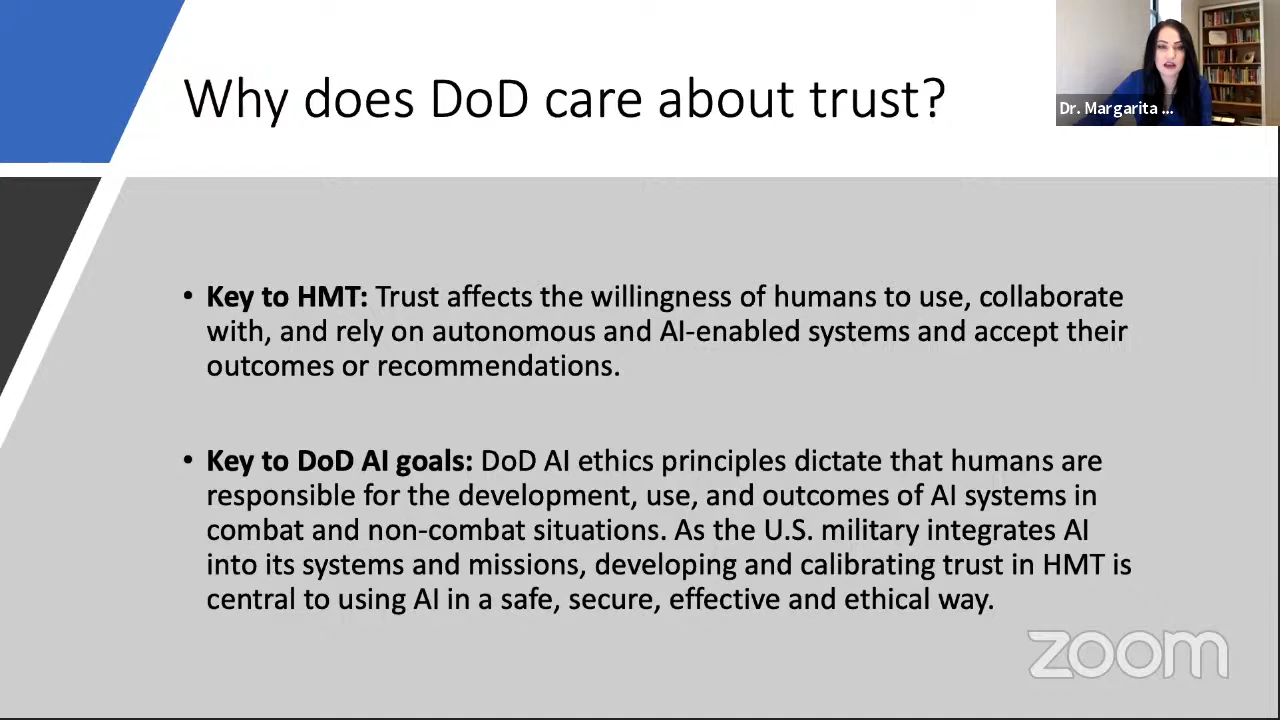 Why does DoD care about trust?
Dr. Margarita ...
• Key to HMT: Trust affects the willingness of humans to use, collaborate
with, and rely on autonomous and AI-enabled systems and accept their
outcomes or recommendations.
• Key to DoD AI goals: DoD AI ethics principles dictate that humans are
responsible for the development, use, and outcomes of AI systems in
combat and non-combat situations. As the U.S. military integrates AI
into its systems and missions, developing and calibrating trust in HMT is
central to using AI in a safe, secure, effective and ethical way.
zoom